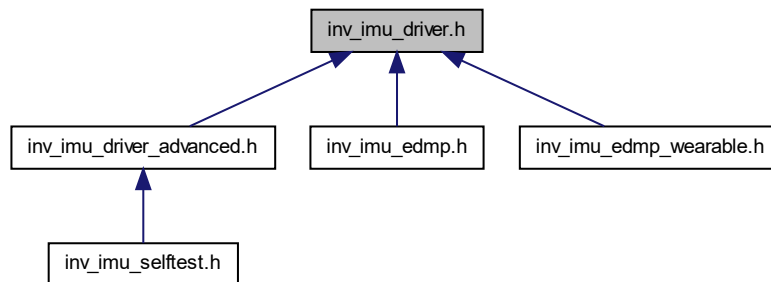 inv_imu_driver.h
inv_imu_driver_advanced.h
inv_imu_edmp.h
inv_imu_edmp_wearable.h
inv_imu_selftest.h